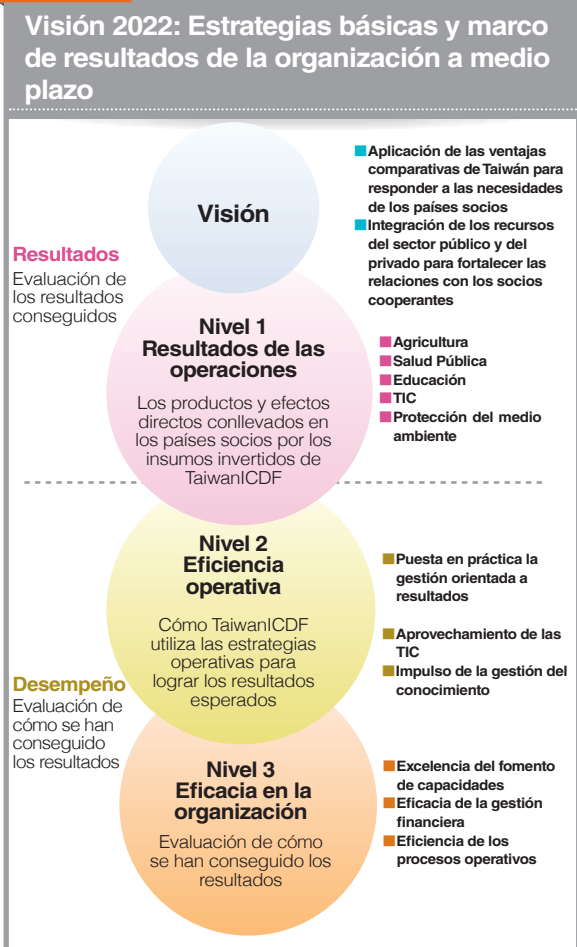 Visión 2022: Estrategias básicas y marco
de resultados de la organización a medio
plazo
Visión
■Aplicación de las ventajas
comparativas de Taiwán para
responder a las necesidades
de los países socios
■Integración de los recursos
del sector público y del
privado para fortalecer las
relaciones con los socios
cooperantes
Resultados
Evaluación de
los resultados
conseguidos
Nivel 1
Resultados de las
operaciones
Los productos y efectos
directos conllevados en
los países socios por los
insumos invertidos de
TaiwanICDF
■Agricultura
■Salud Pública
■Educación
■TIC
■Protección del medio
ambiente
Nivel 2
Eficiencia
operativa
Cómo TaiwanICDF
utiliza las estrategias
operativas para
lograr los resultados
esperados
■Puesta en práctica la
gestión orientada a
resultados
■Aprovechamiento de las
TIC
■Impulso de la gestión del
conocimiento
Desempeño
Evaluación de
cómo se han
conseguido
los resultados
Nivel 3
Eficacia en la
organización
Evaluación de cómo
se han conseguido los
resultados
■Excelencia del fomento
de capacidades
■Eficacia de la gestión
financiera
■Eficiencia de los
procesos operativos